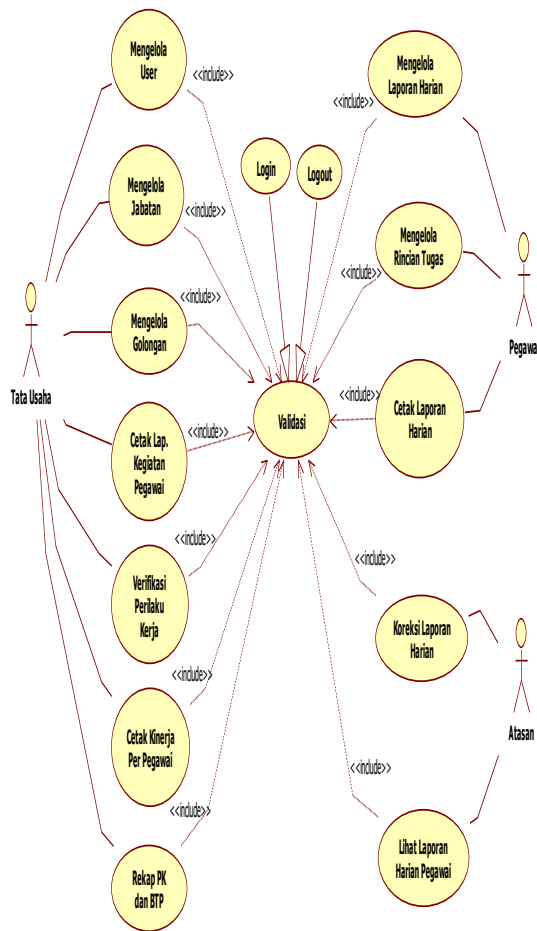 Mengelola
User
<<include>>
Mengelola
Laporan Harian
<<include>>
Login
Logout
Mengelola
Jabatan
<<include>>
Mengelola
Rincian Tugas
<<include>>
Mengelola
Golongan
<<include>>
Tata Usaha
Pegawa
Cetak Lap.
Kegiatan
Pegawai
<<include>>
Validasi
<<include>>
Cetak Laporan
Harian
Verifikasi
Perilaku
Kerja
<<include>>
<<include>>
Koreksi Laporan
Harian
Atasan
Cetak Kinerja
Per Pegawai
<<include>>
<<include>>
Lihat Laporan
Harian Pegawai
<<include>>
Rekap PK
dan BTP